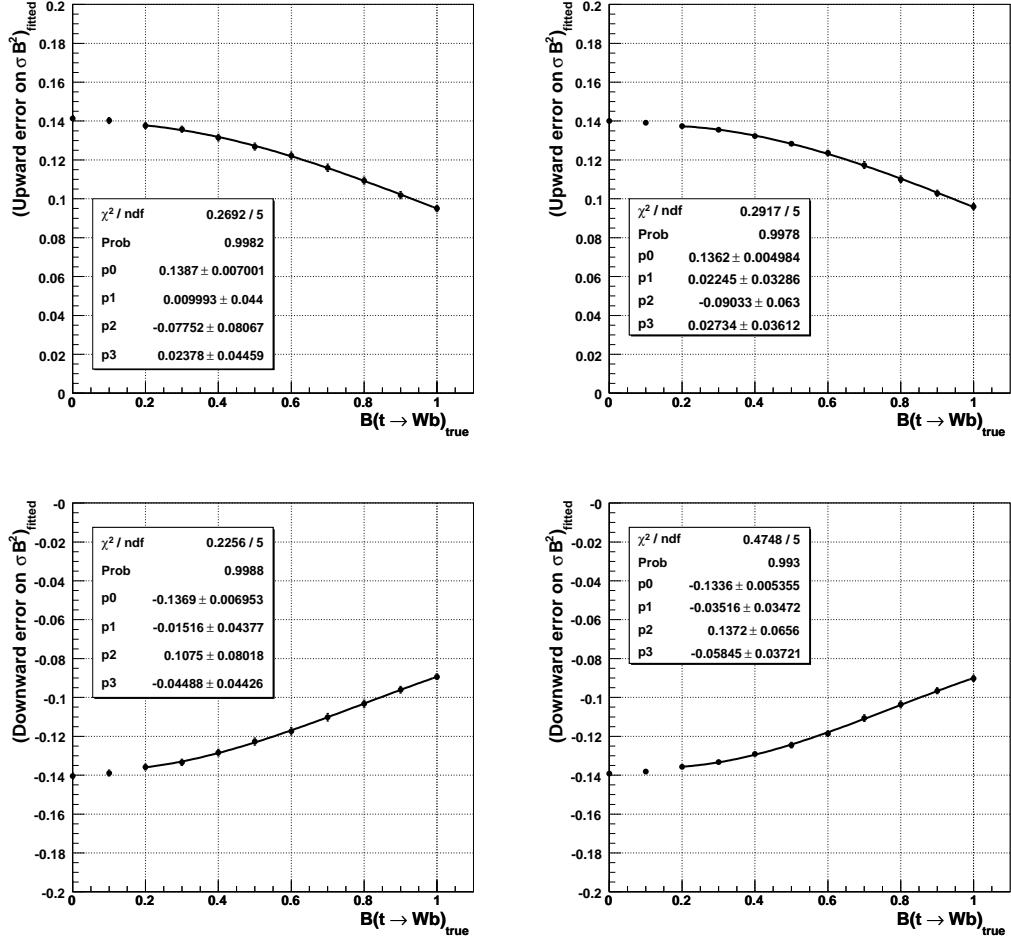 (Upward error on σ B²)fitted
0.2
0.18
0.16
0.14
0.12
0.1
0.08
0.06
0.04
0.02
0
χ² / ndf 0.2692 / 5
Prob 0.9982
p0 0.1387 ± 0.007001
p1 0.009993 ± 0.044
p2 -0.07752 ± 0.08067
p3 0.02378 ± 0.04459
0 0.2 0.4 0.6 0.8 1
B(t → Wb)true
(Upward error on σ B²)fitted
0.2
0.18
0.16
0.14
0.12
0.1
0.08
0.06
0.04
0.02
0
χ² / ndf 0.2917 / 5
Prob 0.9978
p0 0.1362 ± 0.004984
p1 0.02245 ± 0.03286
p2 -0.09033 ± 0.063
p3 0.02734 ± 0.03612
0 0.2 0.4 0.6 0.8 1
B(t → Wb)true
(Downward error on σ B²)fitted
-0
-0.02
-0.04
-0.06
-0.08
-0.1
-0.12
-0.14
-0.16
-0.18
-0.2
χ² / ndf 0.2256 / 5
Prob 0.9988
p0 -0.1369 ± 0.006953
p1 -0.01516 ± 0.04377
p2 0.1075 ± 0.08018
p3 -0.04488 ± 0.04426
0 0.2 0.4 0.6 0.8 1
B(t → Wb)true
(Downward error on σ B²)fitted
-0
-0.02
-0.04
-0.06
-0.08
-0.1
-0.12
-0.14
-0.16
-0.18
-0.2
χ² / ndf 0.4748 / 5
Prob 0.993
p0 -0.1336 ± 0.005355
p1 -0.03516 ± 0.03472
p2 0.1372 ± 0.0656
p3 -0.05845 ± 0.03721
0 0.2 0.4 0.6 0.8 1
B(t → Wb)true